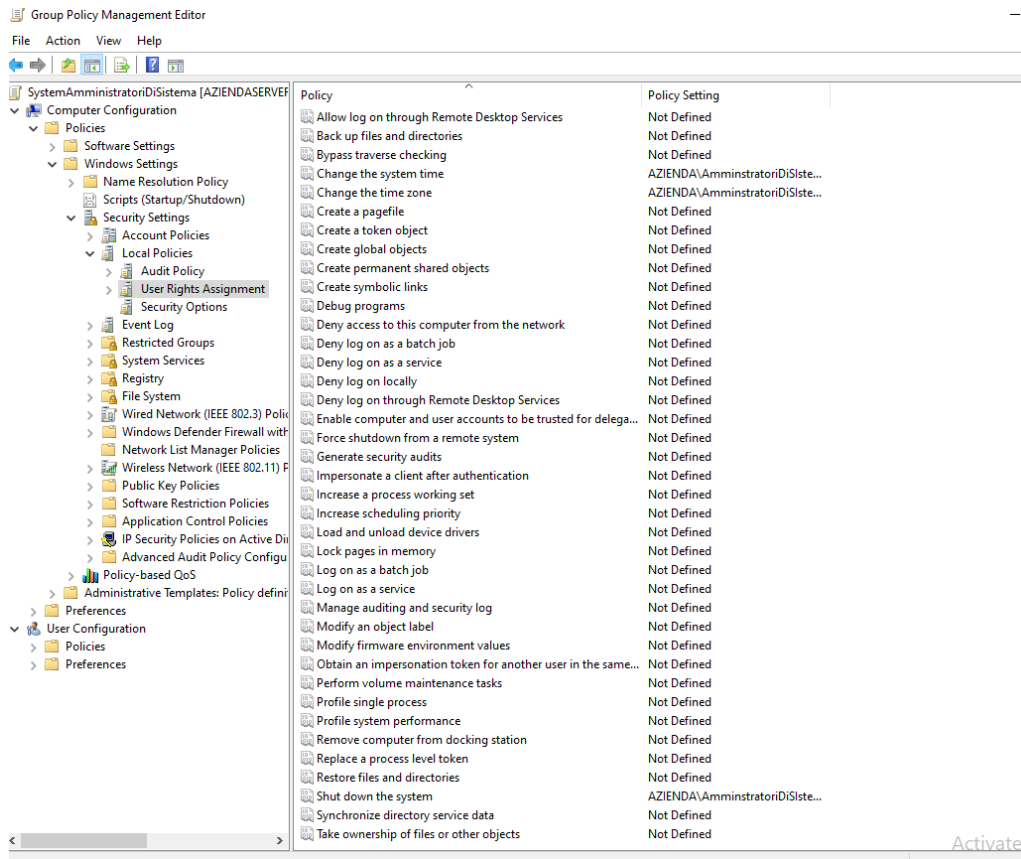 Group Policy Management Editor
File Action View Help
SystemAmministratoriDiSistema [AZIENDASERVER
Computer Configuration
Policies
Software Settings
Windows Settings
Name Resolution Policy
Scripts (Startup/Shutdown)
Security Settings
Account Policies
Local Policies
Audit Policy
User Rights Assignment
Security Options
Event Log
Restricted Groups
System Services
Registry
File System
Wired Network (IEEE 802.3) Polic
Windows Defender Firewall with
Network List Manager Policies
Wireless Network (IEEE 802.11) P
Public Key Policies
Software Restriction Policies
Application Control Policies
IP Security Policies on Active Di
Advanced Audit Policy Configu
Policy-based QoS
Administrative Templates: Policy defini
Preferences
User Configuration
Policies
Preferences
Policy Policy Setting
Allow log on through Remote Desktop Services Not Defined
Back up files and directories Not Defined
Bypass traverse checking Not Defined
Change the system time AZIENDA\AmminstratoriDiSIste...
Change the time zone AZIENDA\AmminstratoriDiSIste...
Create a pagefile Not Defined
Create a token object Not Defined
Create global objects Not Defined
Create permanent shared objects Not Defined
Create symbolic links Not Defined
Debug programs Not Defined
Deny access to this computer from the network Not Defined
Deny log on as a batch job Not Defined
Deny log on as a service Not Defined
Deny log on locally Not Defined
Deny log on through Remote Desktop Services Not Defined
Enable computer and user accounts to be trusted for delega... Not Defined
Force shutdown from a remote system Not Defined
Generate security audits Not Defined
Impersonate a client after authentication Not Defined
Increase a process working set Not Defined
Increase scheduling priority Not Defined
Load and unload device drivers Not Defined
Lock pages in memory Not Defined
Log on as a batch job Not Defined
Log on as a service Not Defined
Manage auditing and security log Not Defined
Modify an object label Not Defined
Modify firmware environment values Not Defined
Obtain an impersonation token for another user in the same... Not Defined
Perform volume maintenance tasks Not Defined
Profile single process Not Defined
Profile system performance Not Defined
Remove computer from docking station Not Defined
Replace a process level token Not Defined
Restore files and directories Not Defined
Shut down the system AZIENDA\AmminstratoriDiSIste...
Synchronize directory service data Not Defined
Take ownership of files or other objects Not Defined
Activate